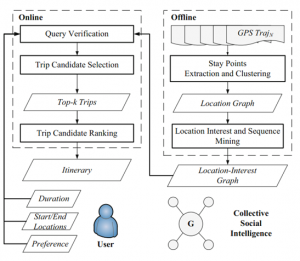 Online
Query Verification
Trip Candidate Selection
Top-k Trips
Trip Candidate Ranking
Itinerary
Duration
Start/End
Locations
Preference
User
Offline
GPS Trajₙ
Stay Points
Extraction and Clustering
Location Graph
Location Interest and Sequence
Mining
Location-Interest
Graph
G
Collective
Social
Intelligence